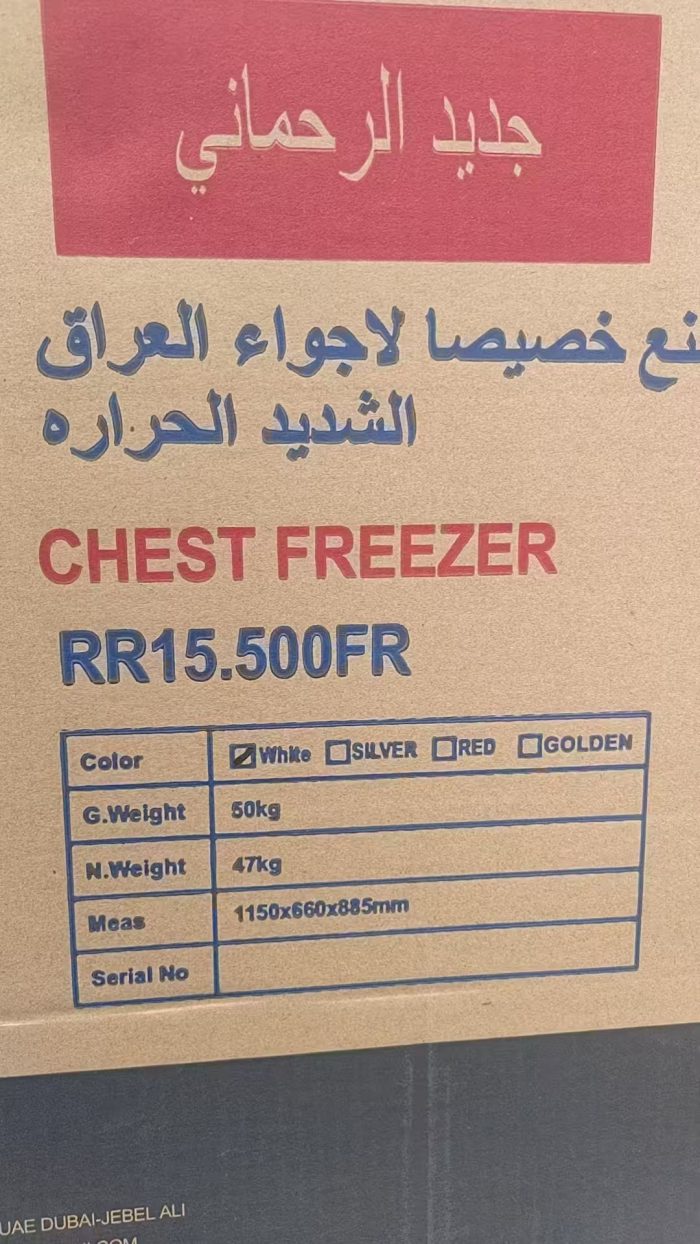 جديد الرحماني
خصيصا لاجواء العراق
الشديد الحراره
CHEST FREEZER
RR15.500FR
Color White SILVER RED GOLDEN
G.Weight 50kg
N.Weight 47kg
Meas 1150x660x885mm
Serial No
UAE DUBAI-JEBEL ALI